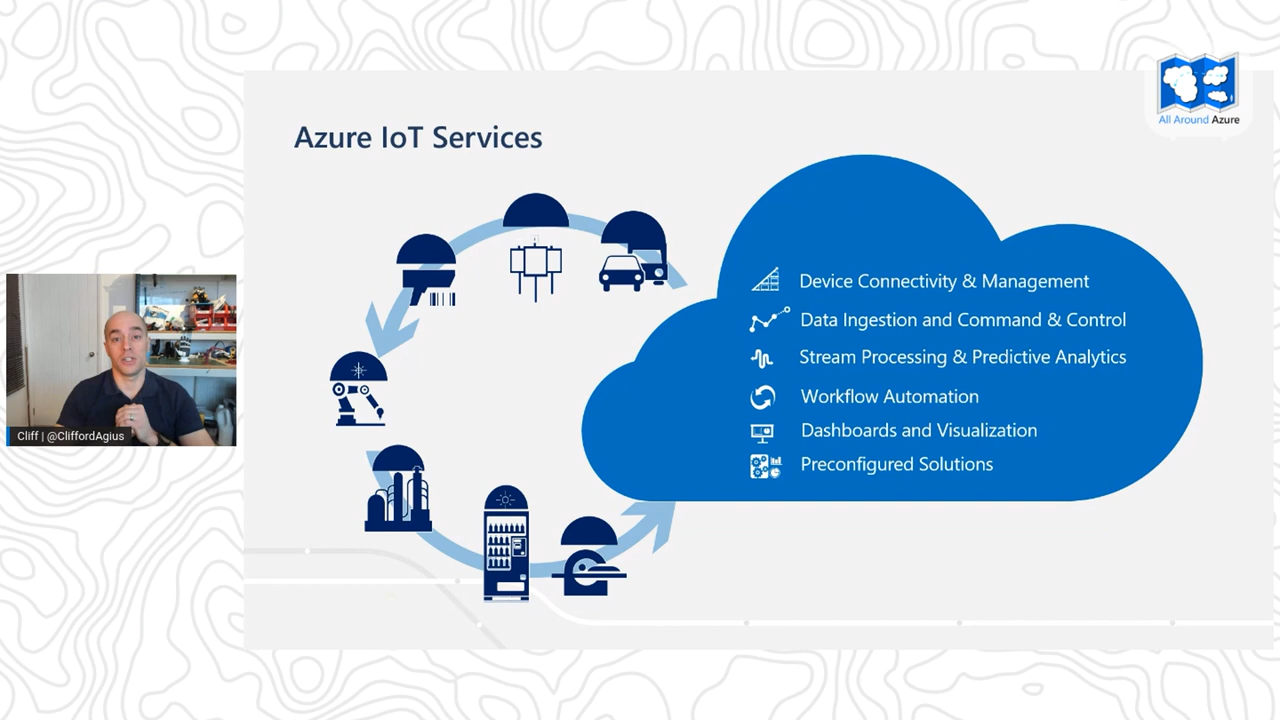 All Around Azure
Azure IoT Services
Device Connectivity & Management
Data Ingestion and Command & Control
Stream Processing & Predictive Analytics
Workflow Automation
Dashboards and Visualization
Preconfigured Solutions
Cliff | @CliffordAgius